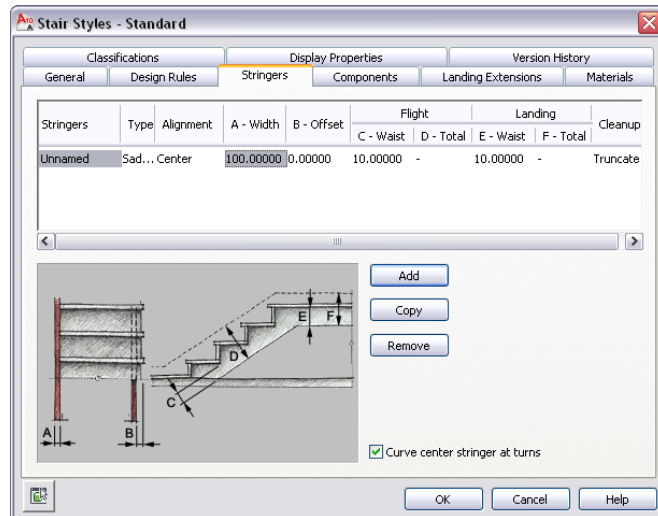 Stair Styles - Standard
Classifications Display Properties Version History
General Design Rules Stringers Components Landing Extensions Materials
Flight Landing
Stringers Type Alignment A - Width B - Offset C - Waist D - Total E - Waist F - Total Cleanup
Unnamed Sad... Center 100.00000 0.00000 10.00000 - 10.00000 - Truncate
Add
Copy
Remove
E F
D
C
A B
Curve center stringer at turns
OK Cancel Help